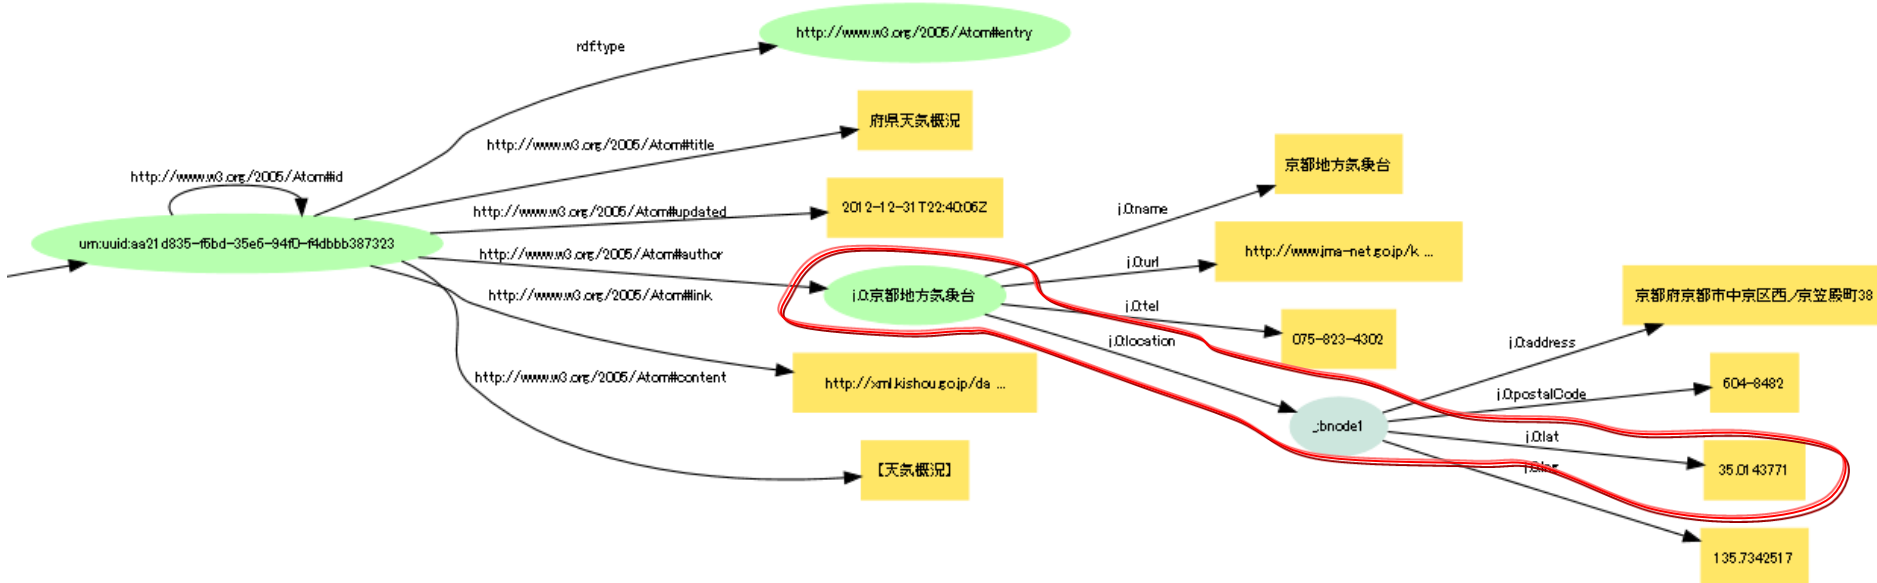 http://www.w3.org/2005/Atom#entry
rdf:type
府県天気概況
http://www.w3.org/2005/Atom#title
京都地方気象台
http://www.w3.org/2005/Atom#id
j.0:name
2012-12-31T22:40:06Z
http://www.w3.org/2005/Atom#updated
urn:uuid:aa21d835-f5bd-35e6-94f0-f4dbbb387323
http://www.w3.org/2005/Atom#author
j.0:url
http://www.jma-net.go.jp/k ...
http://www.w3.org/2005/Atom#link
j.0:京都地方気象台
j.0:tel
京都府京都市中京区西ノ京笠殿町38
075-823-4302
j.0:location
j.0:address
http://www.w3.org/2005/Atom#content
http://xml.kishou.go.jp/da ...
604-8482
j.0:postalCode
_:bnode1
j.0:lat
【天気概況】
35.0143771
135.7342517